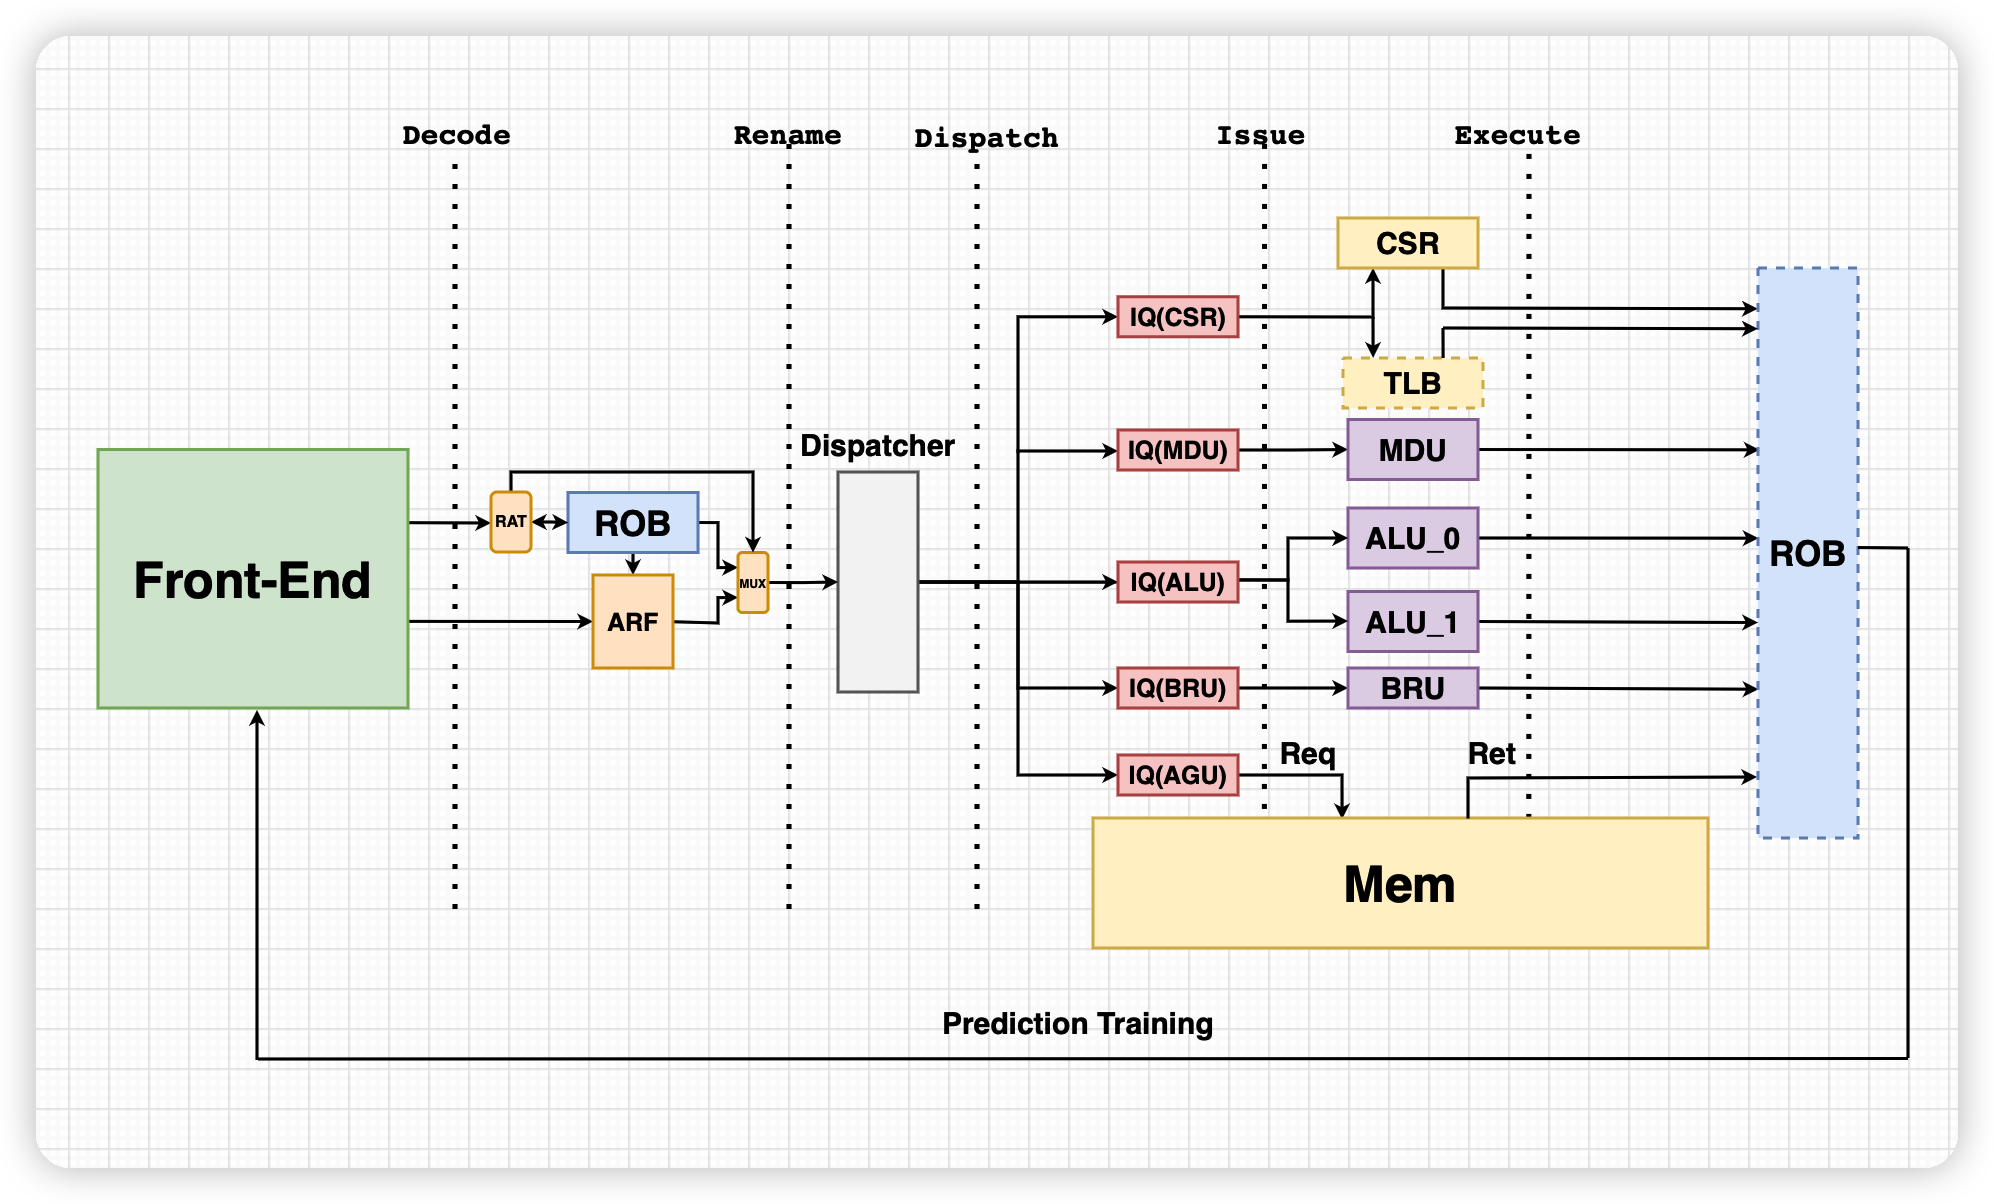 Decode
Rename
Dispatch
Issue
Execute
CSR
IQ(CSR)
TLB
Dispatcher
IQ(MDU)
MDU
RAT
ROB
ALU_0
ROB
Front-End
MUX
IQ(ALU)
ARF
ALU_1
IQ(BRU)
BRU
Req
Ret
IQ(AGU)
Mem
Prediction Training